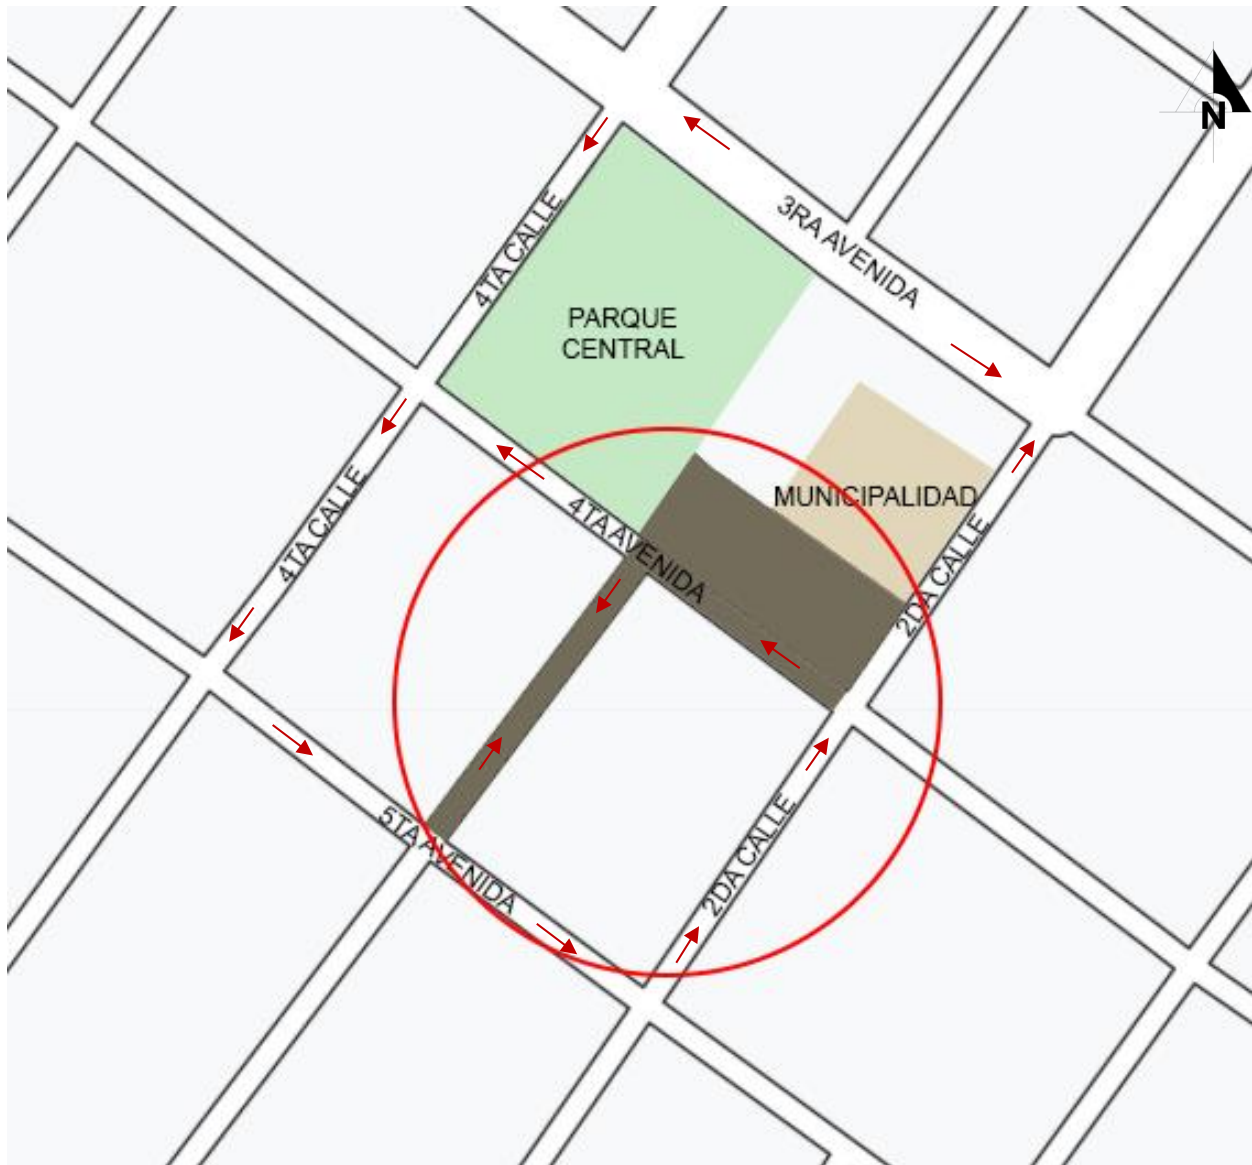 N
3RA AVENIDA
4TA CALLE
PARQUE
CENTRAL
MUNICIPALIDAD
4TA AVENIDA
4TA CALLE
2DA CALLE
5TA AVENIDA
2DA CALLE